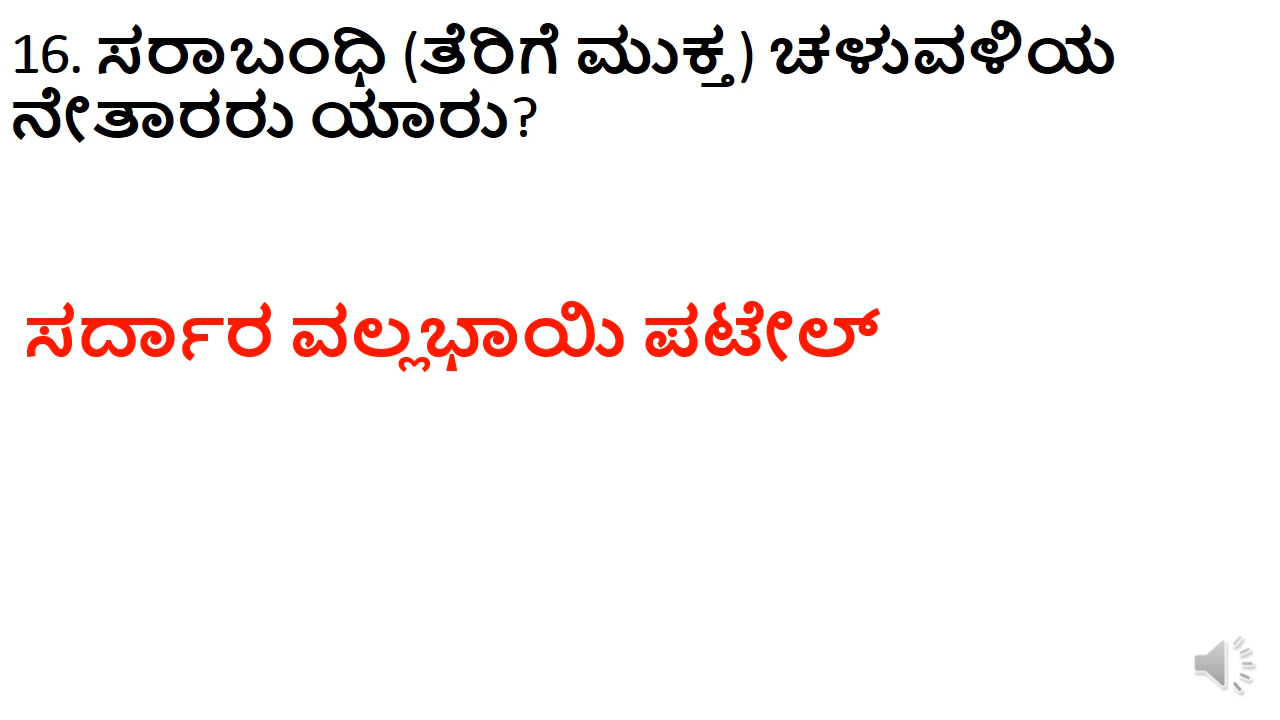 16. ಸರಾಬಂಧಿ (ತೆರಿಗೆ ಮುಕ್ತ) ಚಳುವಳಿಯ
ನೇತಾರರು ಯಾರು?
ಸರ್ದಾರ ವಲ್ಲಭಾಯಿ ಪಟೇಲ್